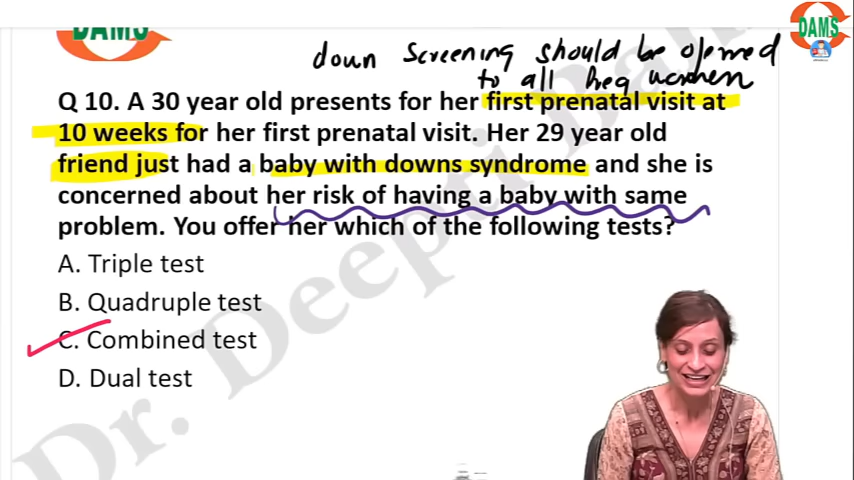 DAMS
DAMS
down screening should be offered
to all preg women
Q 10. A 30 year old presents for her first prenatal visit at
10 weeks for her first prenatal visit. Her 29 year old
friend just had a baby with downs syndrome and she is
concerned about her risk of having a baby with same
problem. You offer her which of the following tests?
A. Triple test
B. Quadruple test
C. Combined test
D. Dual test
Dr. Deepti